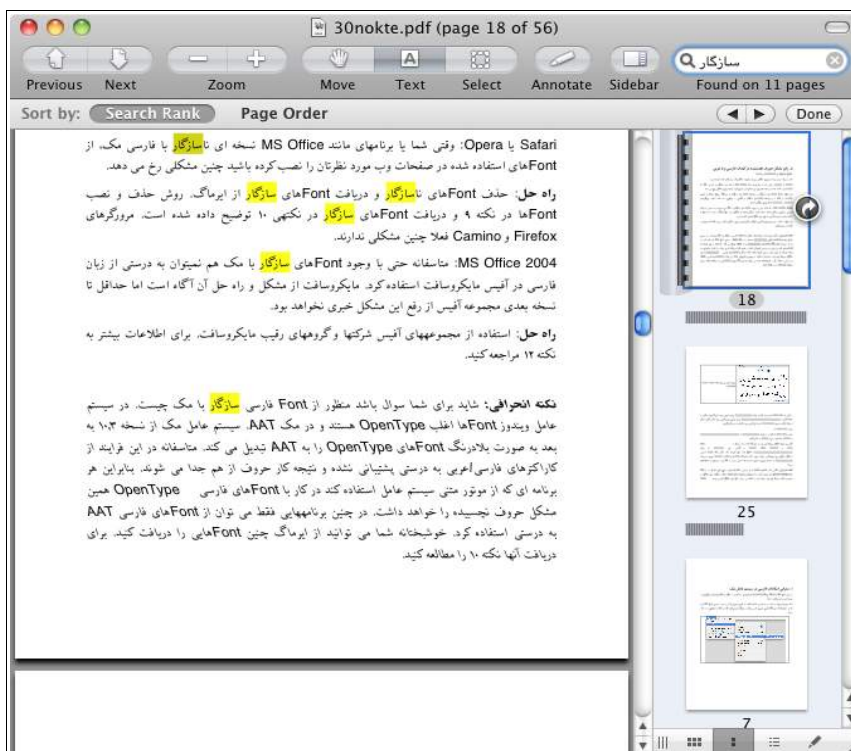 30nokte.pdf (page 18 of 56)
سازگار
Previous Next Zoom Move Text Select Annotate Sidebar Found on 11 pages
Sort by: Search Rank Page Order Done
Safari یا Opera: وقتی شما یا برنامهای مانند MS Office نسخه ای ناسازگار با فارسی مک، از
Fontهای استفاده شده در صفحات وب مورد نظرتان را نصب کرده باشید چنین مشکلی رخ می دهد.
راه حل: حذف Fontهای ناسازگار و دریافت Fontهای سازگار از ایرماگ. روش حذف و نصب
Fontها در نکته ۹ و دریافت Fontهای سازگار در نکتهی ۱۰ توضیح داده شده است. مرورگرهای
Firefox و Camino فعلا چنین مشکلی ندارند.
MS Office 2004: متاسفانه حتی با وجود Fontهای سازگار با مک هم نمیتوان به درستی از زبان
فارسی در آفیس مایکروسافت استفاده کرد. مایکروسافت از مشکل و راه حل آن آگاه است اما حداقل تا
نسخه بعدی مجموعه آفیس از رفع این مشکل خبری نخواهد بود.
راه حل: استفاده از مجموعههای آفیس شرکتها و گروههای رقیب مایکروسافت. برای اطلاعات بیشتر به
نکته ۱۲ مراجعه کنید.
نکته انحرافی: شاید برای شما سوال باشد منظور از Font فارسی سازگار با مک چیست. در سیستم
عامل ویندوز Fontها اغلب OpenType هستند و در مک AAT. سیستم عامل مک از نسخه ۱۰.۳ به
بعد به صورت بلادرنگ Fontهای OpenType را به AAT تبدیل می کند. متاسفانه در این فرایند از
کاراکترهای فارسی/عربی به درستی پشتیبانی نشده و نتیجه کار حروف از هم جدا می شوند. بنابراین هر
برنامه ای که از موتور متنی سیستم عامل استفاده کند در کار با Fontهای فارسی OpenType همین
مشکل حروف نچسبیده را خواهد داشت. در چنین برنامههایی فقط می توان از Fontهای فارسی AAT
به درستی استفاده کرد. خوشبختانه شما می توانید از ایرماگ چنین Fontهایی را دریافت کنید. برای
دریافت آنها نکته ۱۰ را مطالعه کنید.
18
25
7